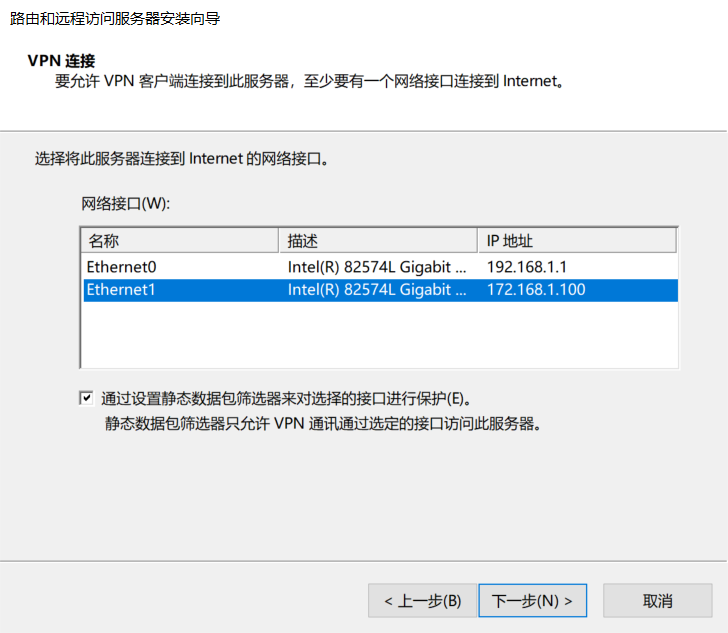 路由和远程访问服务器安装向导
VPN 连接
要允许 VPN 客户端连接到此服务器，至少要有一个网络接口连接到 Internet。
选择将此服务器连接到 Internet 的网络接口。
网络接口(W):
名称 描述 IP 地址
Ethernet0 Intel(R) 82574L Gigabit ... 192.168.1.1
Ethernet1 Intel(R) 82574L Gigabit ... 172.168.1.100
通过设置静态数据包筛选器来对选择的接口进行保护(E)。
静态数据包筛选器只允许 VPN 通讯通过选定的接口访问此服务器。
< 上一步(B) 下一步(N) > 取消